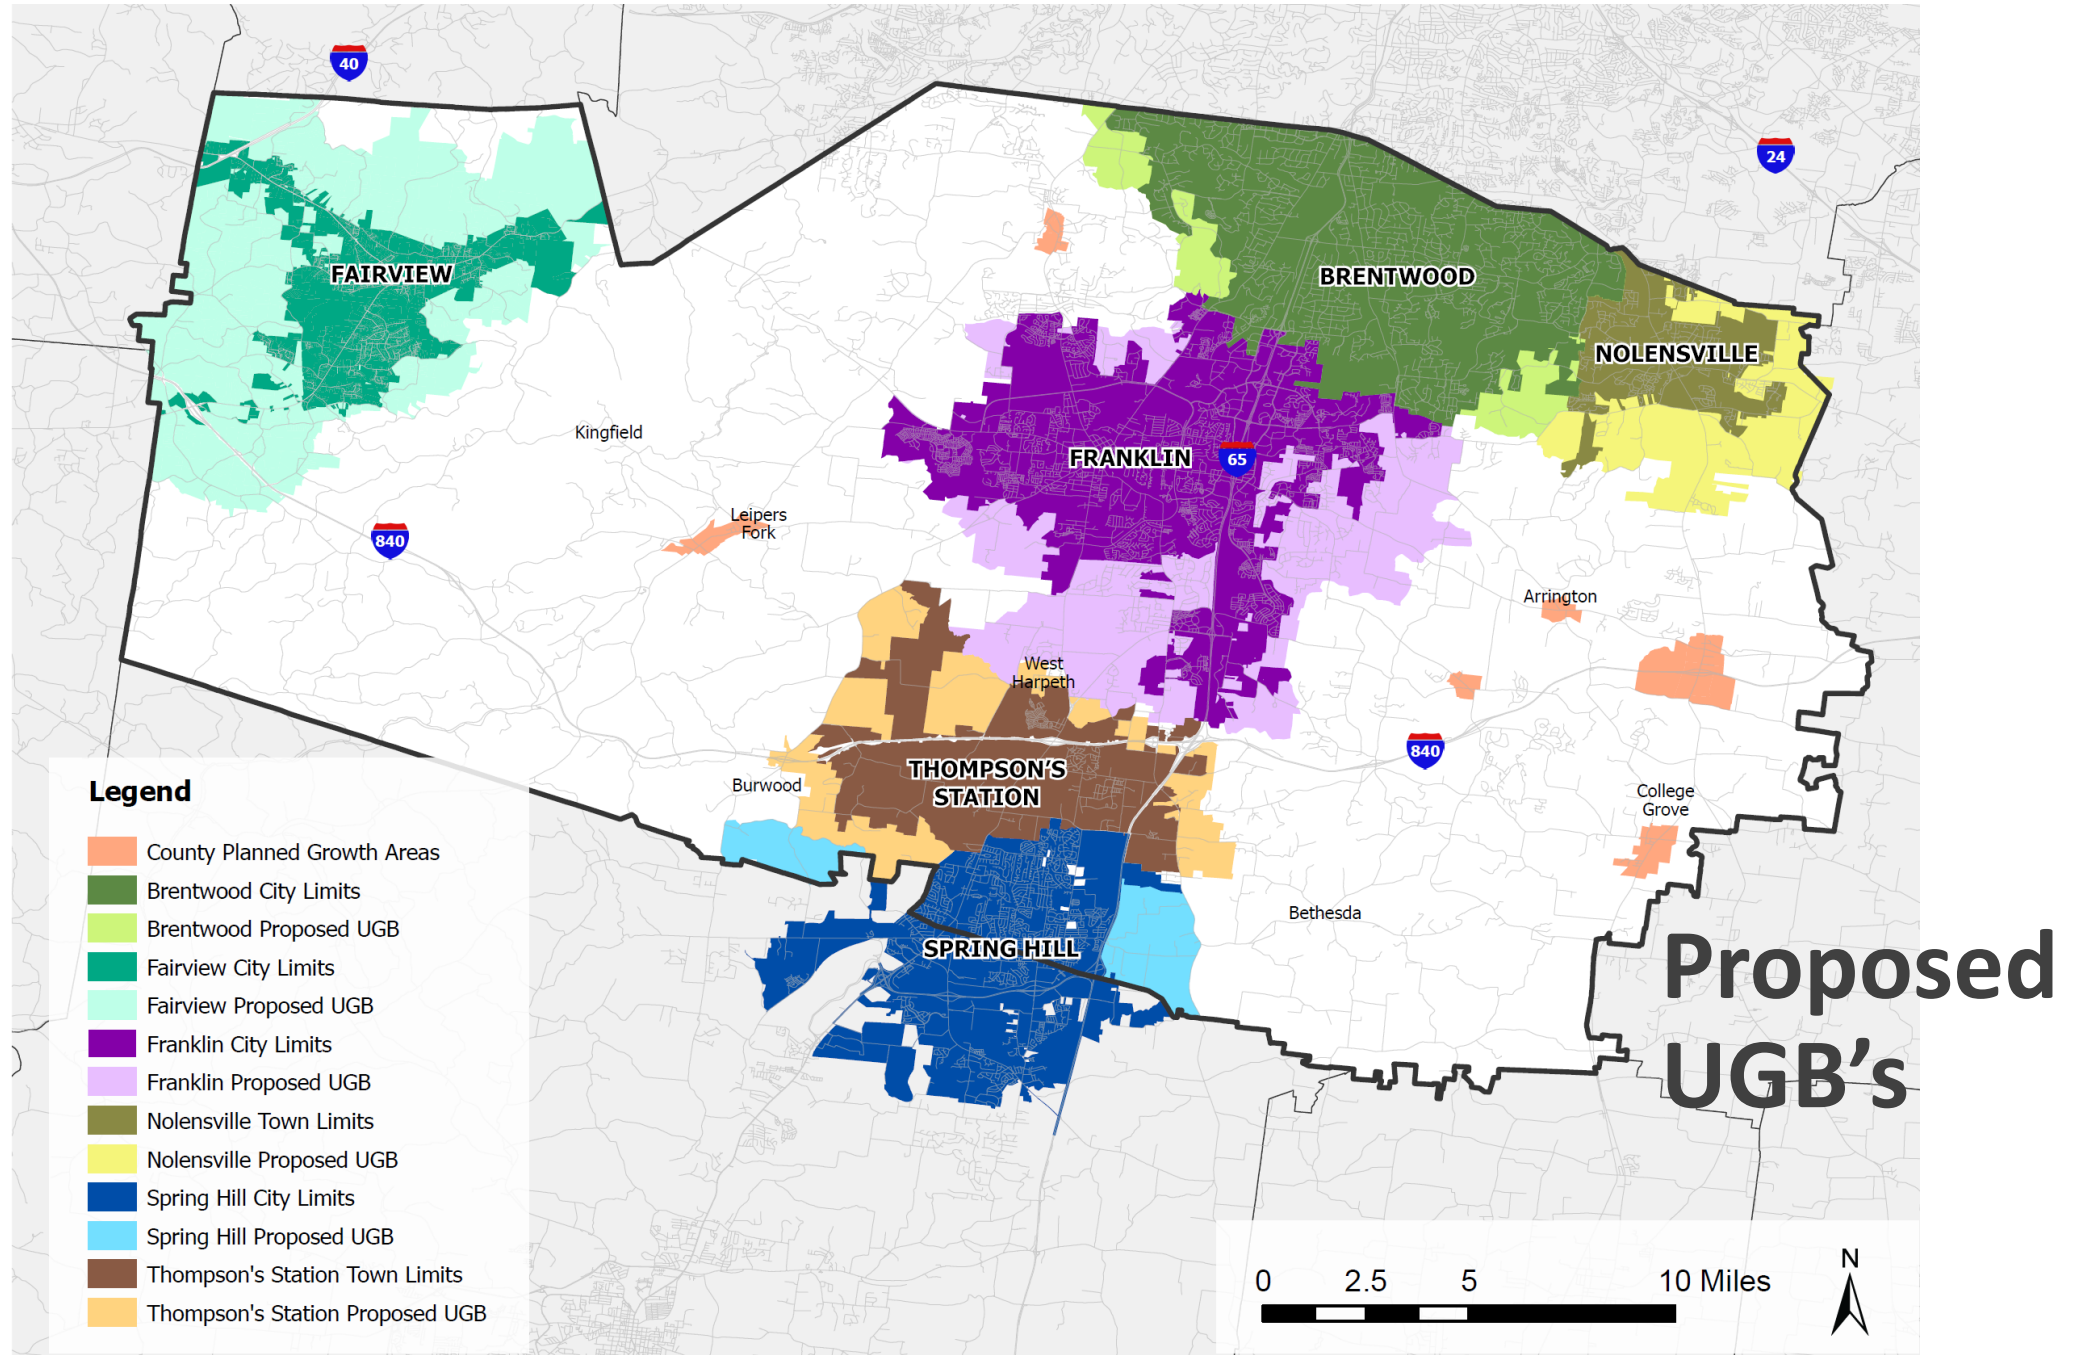 40
24
FAIRVIEW
BRENTWOOD
NOLENSVILLE
Kingfield
FRANKLIN
65
Leipers
Fork
840
Arrington
West
Harpeth
840
THOMPSON'S
STATION
Burwood
College
Grove
Bethesda
SPRING HILL
Proposed
UGB's
Legend
County Planned Growth Areas
Brentwood City Limits
Brentwood Proposed UGB
Fairview City Limits
Fairview Proposed UGB
Franklin City Limits
Franklin Proposed UGB
Nolensville Town Limits
Nolensville Proposed UGB
Spring Hill City Limits
Spring Hill Proposed UGB
Thompson's Station Town Limits
Thompson's Station Proposed UGB
0 2.5 5 10 Miles
N